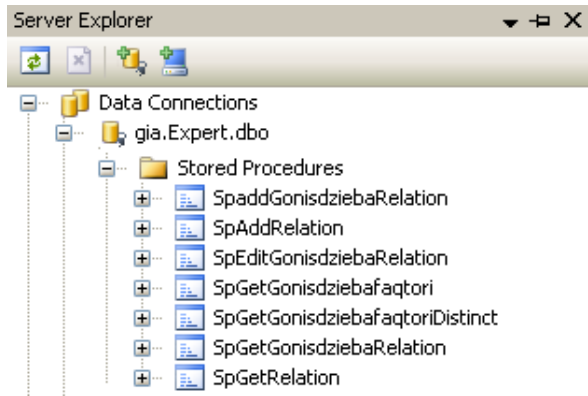 Server Explorer
Data Connections
gia.Expert.dbo
Stored Procedures
SpaddGonisdziebaRelation
SpAddRelation
SpEditGonisdziebaRelation
SpGetGonisdziebafaqtori
SpGetGonisdziebafaqtoriDistinct
SpGetGonisdziebaRelation
SpGetRelation